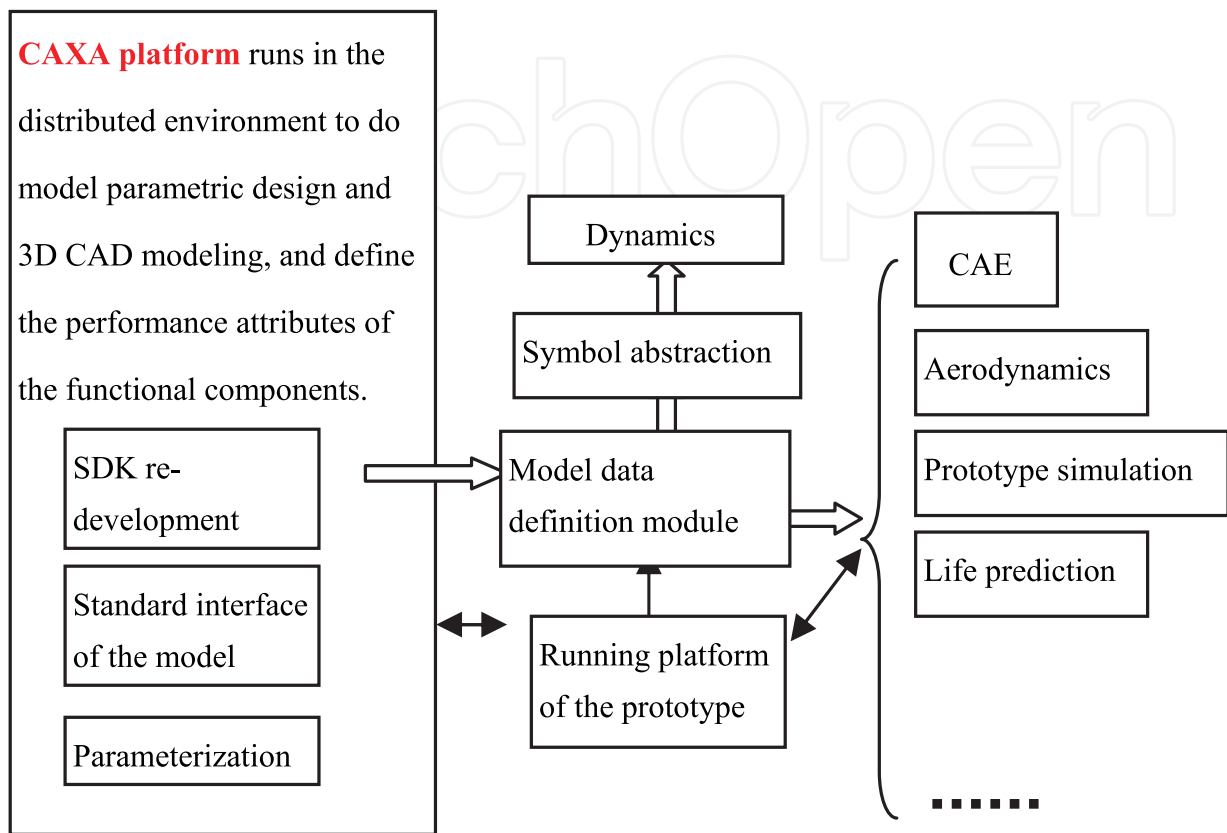 CAXA platform runs in the
distributed environment to do
model parametric design and
3D CAD modeling, and define
the performance attributes of
the functional components.
SDK re-
development
Standard interface
of the model
Parameterization
Dynamics
Symbol abstraction
Model data
definition module
Running platform
of the prototype
CAE
Aerodynamics
Prototype simulation
Life prediction
......
chOpen